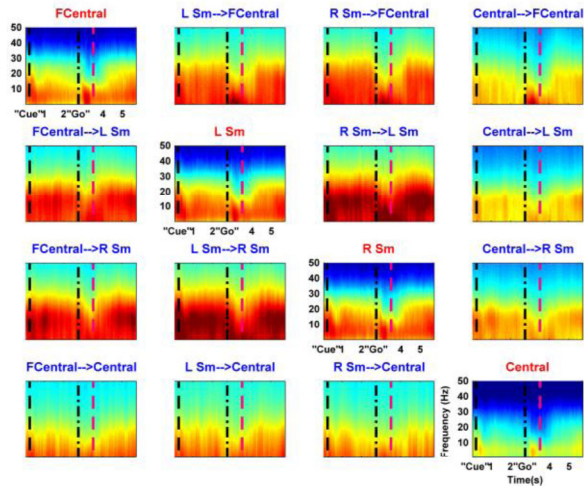 FCentral
L Sm-->FCentral
R Sm-->FCentral
Central-->FCentral
50
40
30
20
10
"Cue"1 2"Go" 4 5
FCentral-->L Sm
L Sm
R Sm-->L Sm
Central-->L Sm
50
40
30
20
10
"Cue"1 2"Go" 4 5
FCentral-->R Sm
L Sm-->R Sm
R Sm
Central-->R Sm
50
40
30
20
10
"Cue"1 2"Go" 4 5
FCentral-->Central
L Sm-->Central
R Sm-->Central
Central
Frequency (Hz)
50
40
30
20
10
"Cue"1 2"Go" 4 5
Time(s)